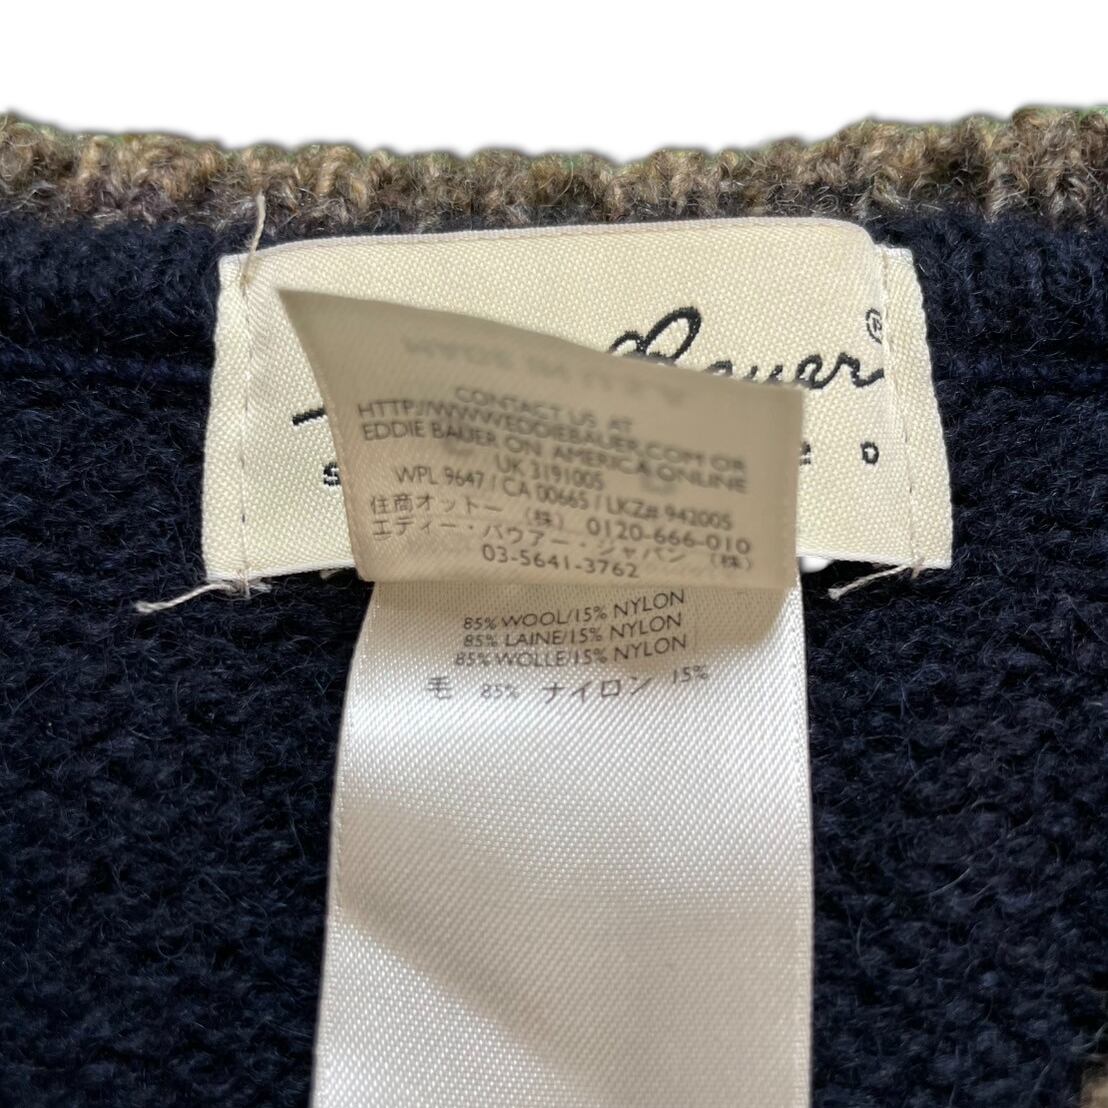 Bauer®
CONTACT US AT
HTTP://WWW.EDDIEBAUER.COM OR
EDDIE BAUER ON AMERICA ONLINE
UK 3191005
WPL 9647 / CA 00665 / LKZ# 942005
住商オットー (株) 0120-666-010
エディー・バウアー・ジャパン (株)
03-5641-3762
85% WOOL/15% NYLON
85% LAINE/15% NYLON
85% WOLLE/15% NYLON
毛 85% ナイロン 15%